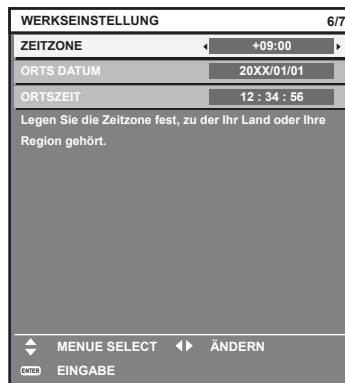 WERKSEINSTELLUNG 6/7
ZEITZONE +09:00
ORTS DATUM 20XX/01/01
ORTSZEIT 12 : 34 : 56
Legen Sie die Zeitzone fest, zu der Ihr Land oder Ihre
Region gehört.
MENUE SELECT ÄNDERN
ENTER EINGABE